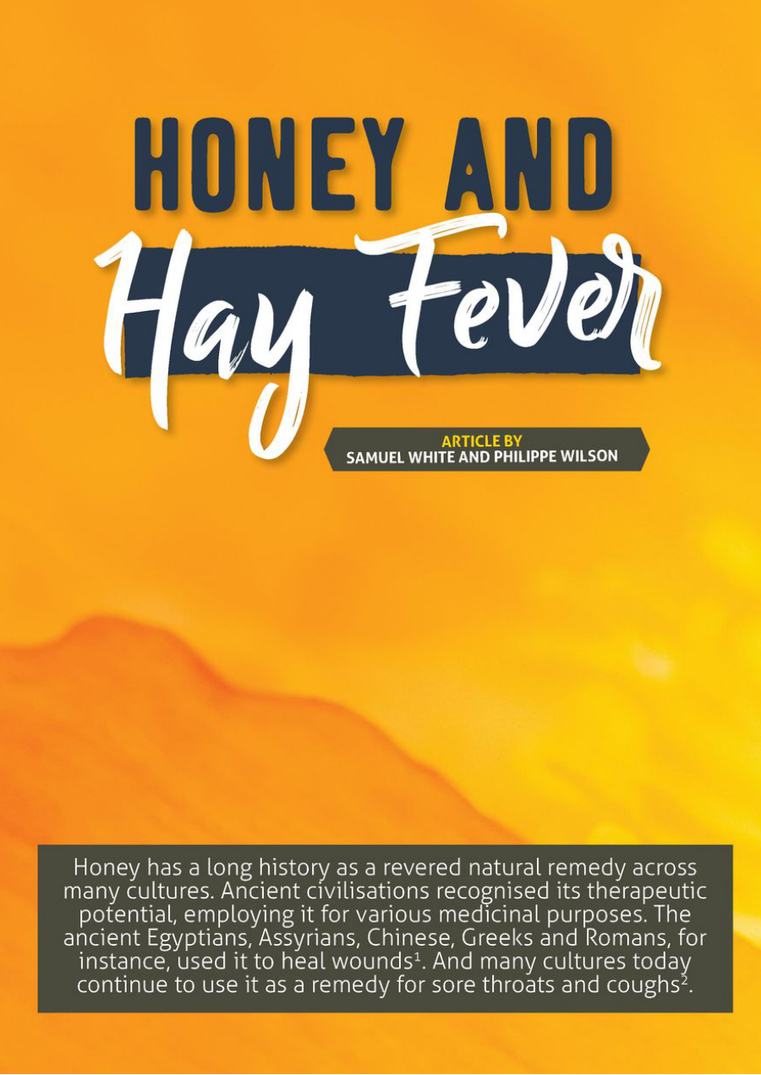 HONEY AND
Hay Fever
ARTICLE BY
SAMUEL WHITE AND PHILIPPE WILSON
Honey has a long history as a revered natural remedy across
many cultures. Ancient civilisations recognised its therapeutic
potential, employing it for various medicinal purposes. The
ancient Egyptians, Assyrians, Chinese, Greeks and Romans, for
instance, used it to heal wounds¹. And many cultures today
continue to use it as a remedy for sore throats and coughs².